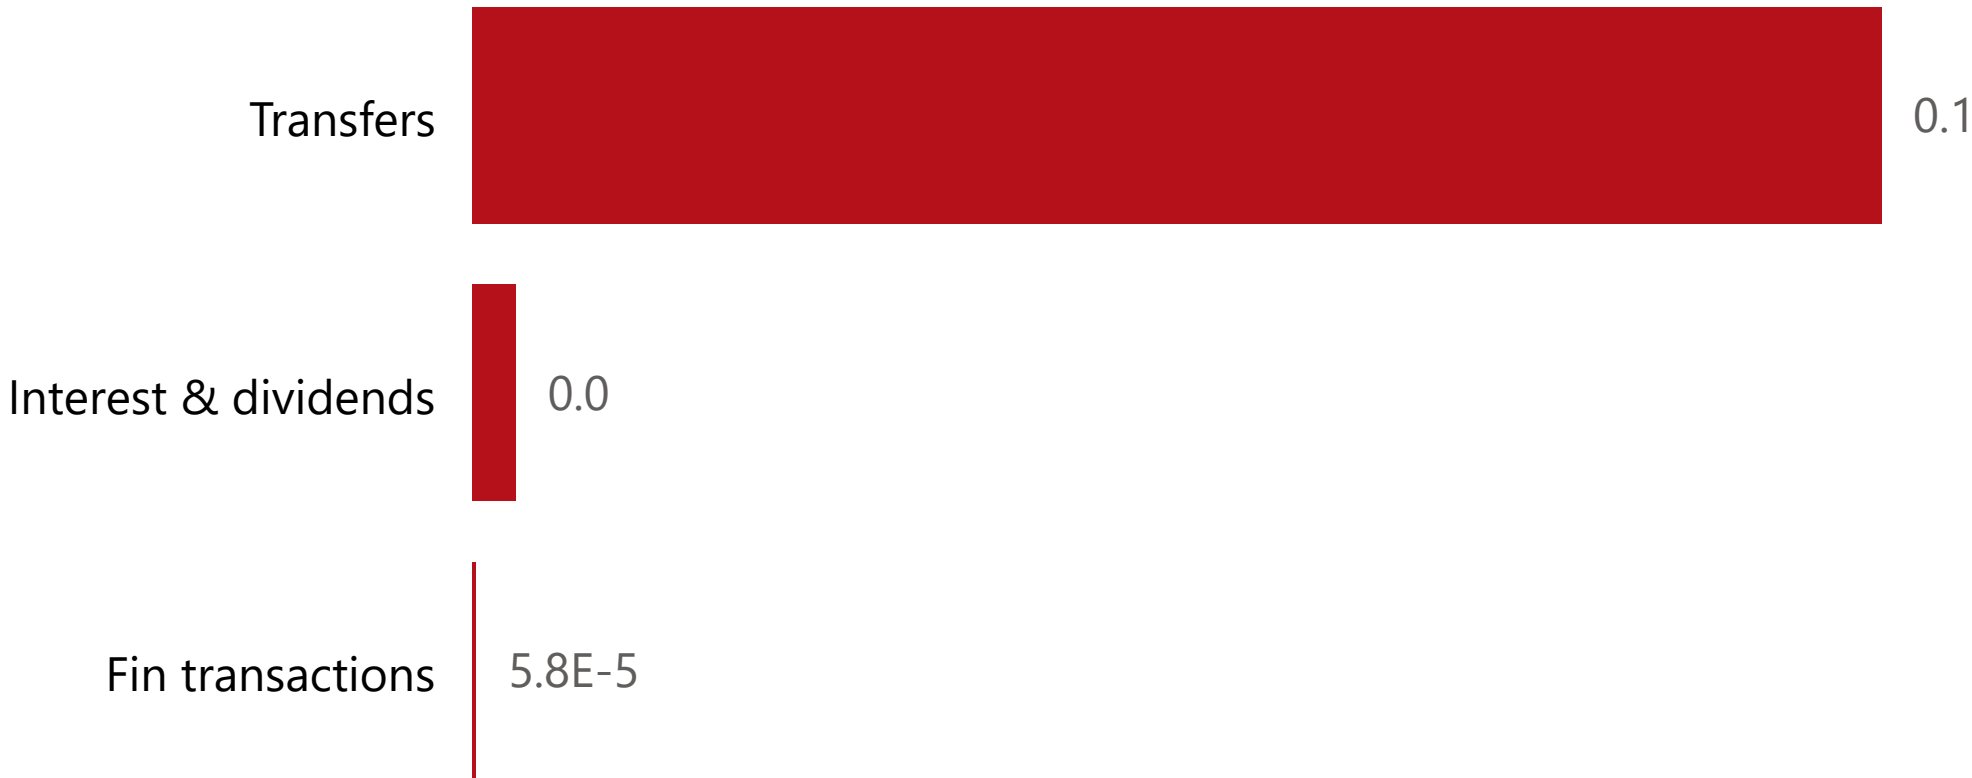 Transfers 0.1
Interest & dividends 0.0
Fin transactions 5.8E-5